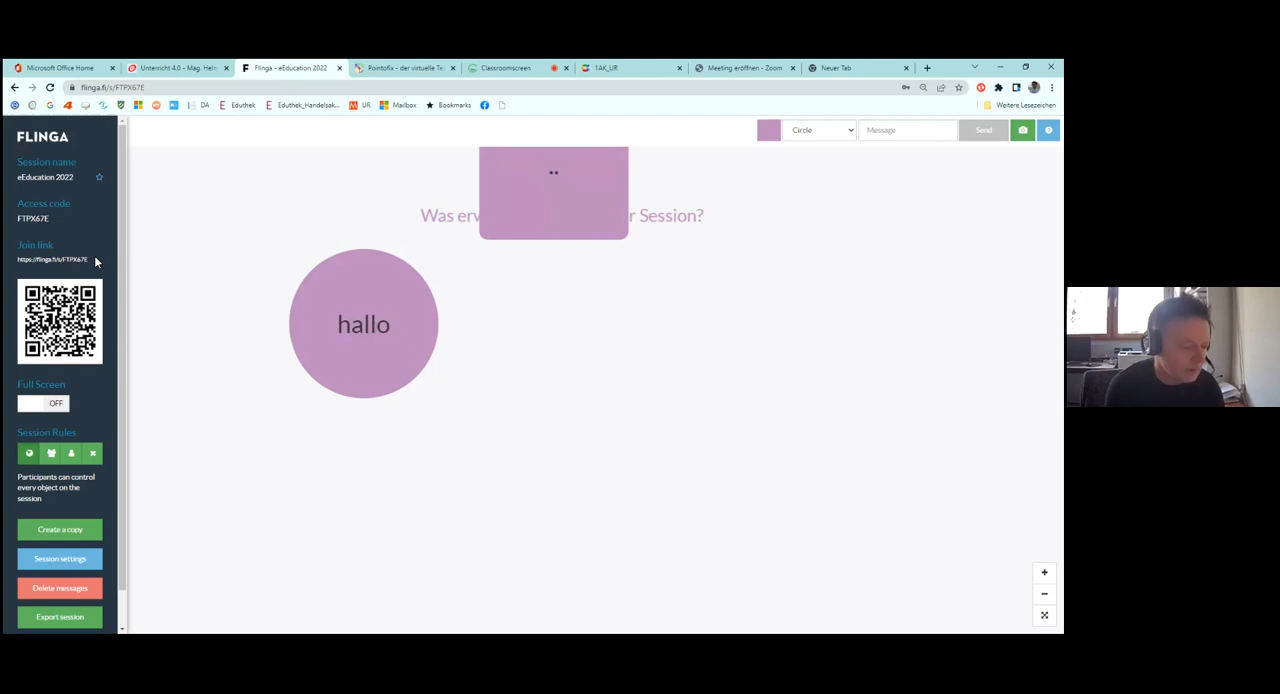 Microsoft Office Home
Unterricht 4.0 - Mag. Helm
Flinga - eEducation 2022
Pointofix - der virtuelle Te
Classroomscreen
1AK_UR
Meeting eröffnen - Zoom
Neuer Tab
flinga.fi/s/FTPX67E
DA
Eduthek
Eduthek_Handelsak...
UR
Mailbox
Bookmarks
Weitere Lesezeichen
FLINGA
Circle
Message
Send
Session name
eEducation 2022
Access code
FTPX67E
Join link
https://flinga.fi/s/FTPX67E
Full Screen
OFF
Session Rules
Participants can control
every object on the
session
Create a copy
Session settings
Delete messages
Export session
..
Was erw
r Session?
hallo